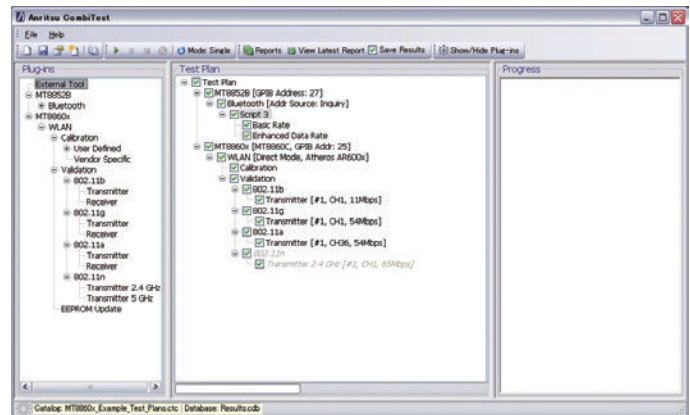 Anritsu CombiTest
File Help
Mode: Single Reports View Latest Report Save Results Show/Hide Plug-ins
Plug-ins
External Tool
MT8852B
Bluetooth
MT8860x
WLAN
Calibration
User Defined
Vendor Specific
Validation
802.11b
Transmitter
Receiver
802.11g
Transmitter
Receiver
802.11a
Transmitter
Receiver
802.11n
Transmitter 2.4 GHz
Transmitter 5 GHz
EEPROM Update
Test Plan
Test Plan
MT8852B [GPIB Address: 27]
Bluetooth [Addr Source: Inquiry]
Script 3
Basic Rate
Enhanced Data Rate
MT8860x [MT8860C, GPIB Addr: 25]
WLAN [Direct Mode, Atheros AR600x]
Calibration
Validation
802.11b
Transmitter [#1, CH1, 11Mbps]
802.11g
Transmitter [#1, CH1, 54Mbps]
802.11a
Transmitter [#1, CH36, 54Mbps]
802.11n
Transmitter 2.4 GHz [#1, CH1, 65Mbps]
Progress
Catalog: MT8860x_Example_Test_Plans.ctc Database: Results.cdb